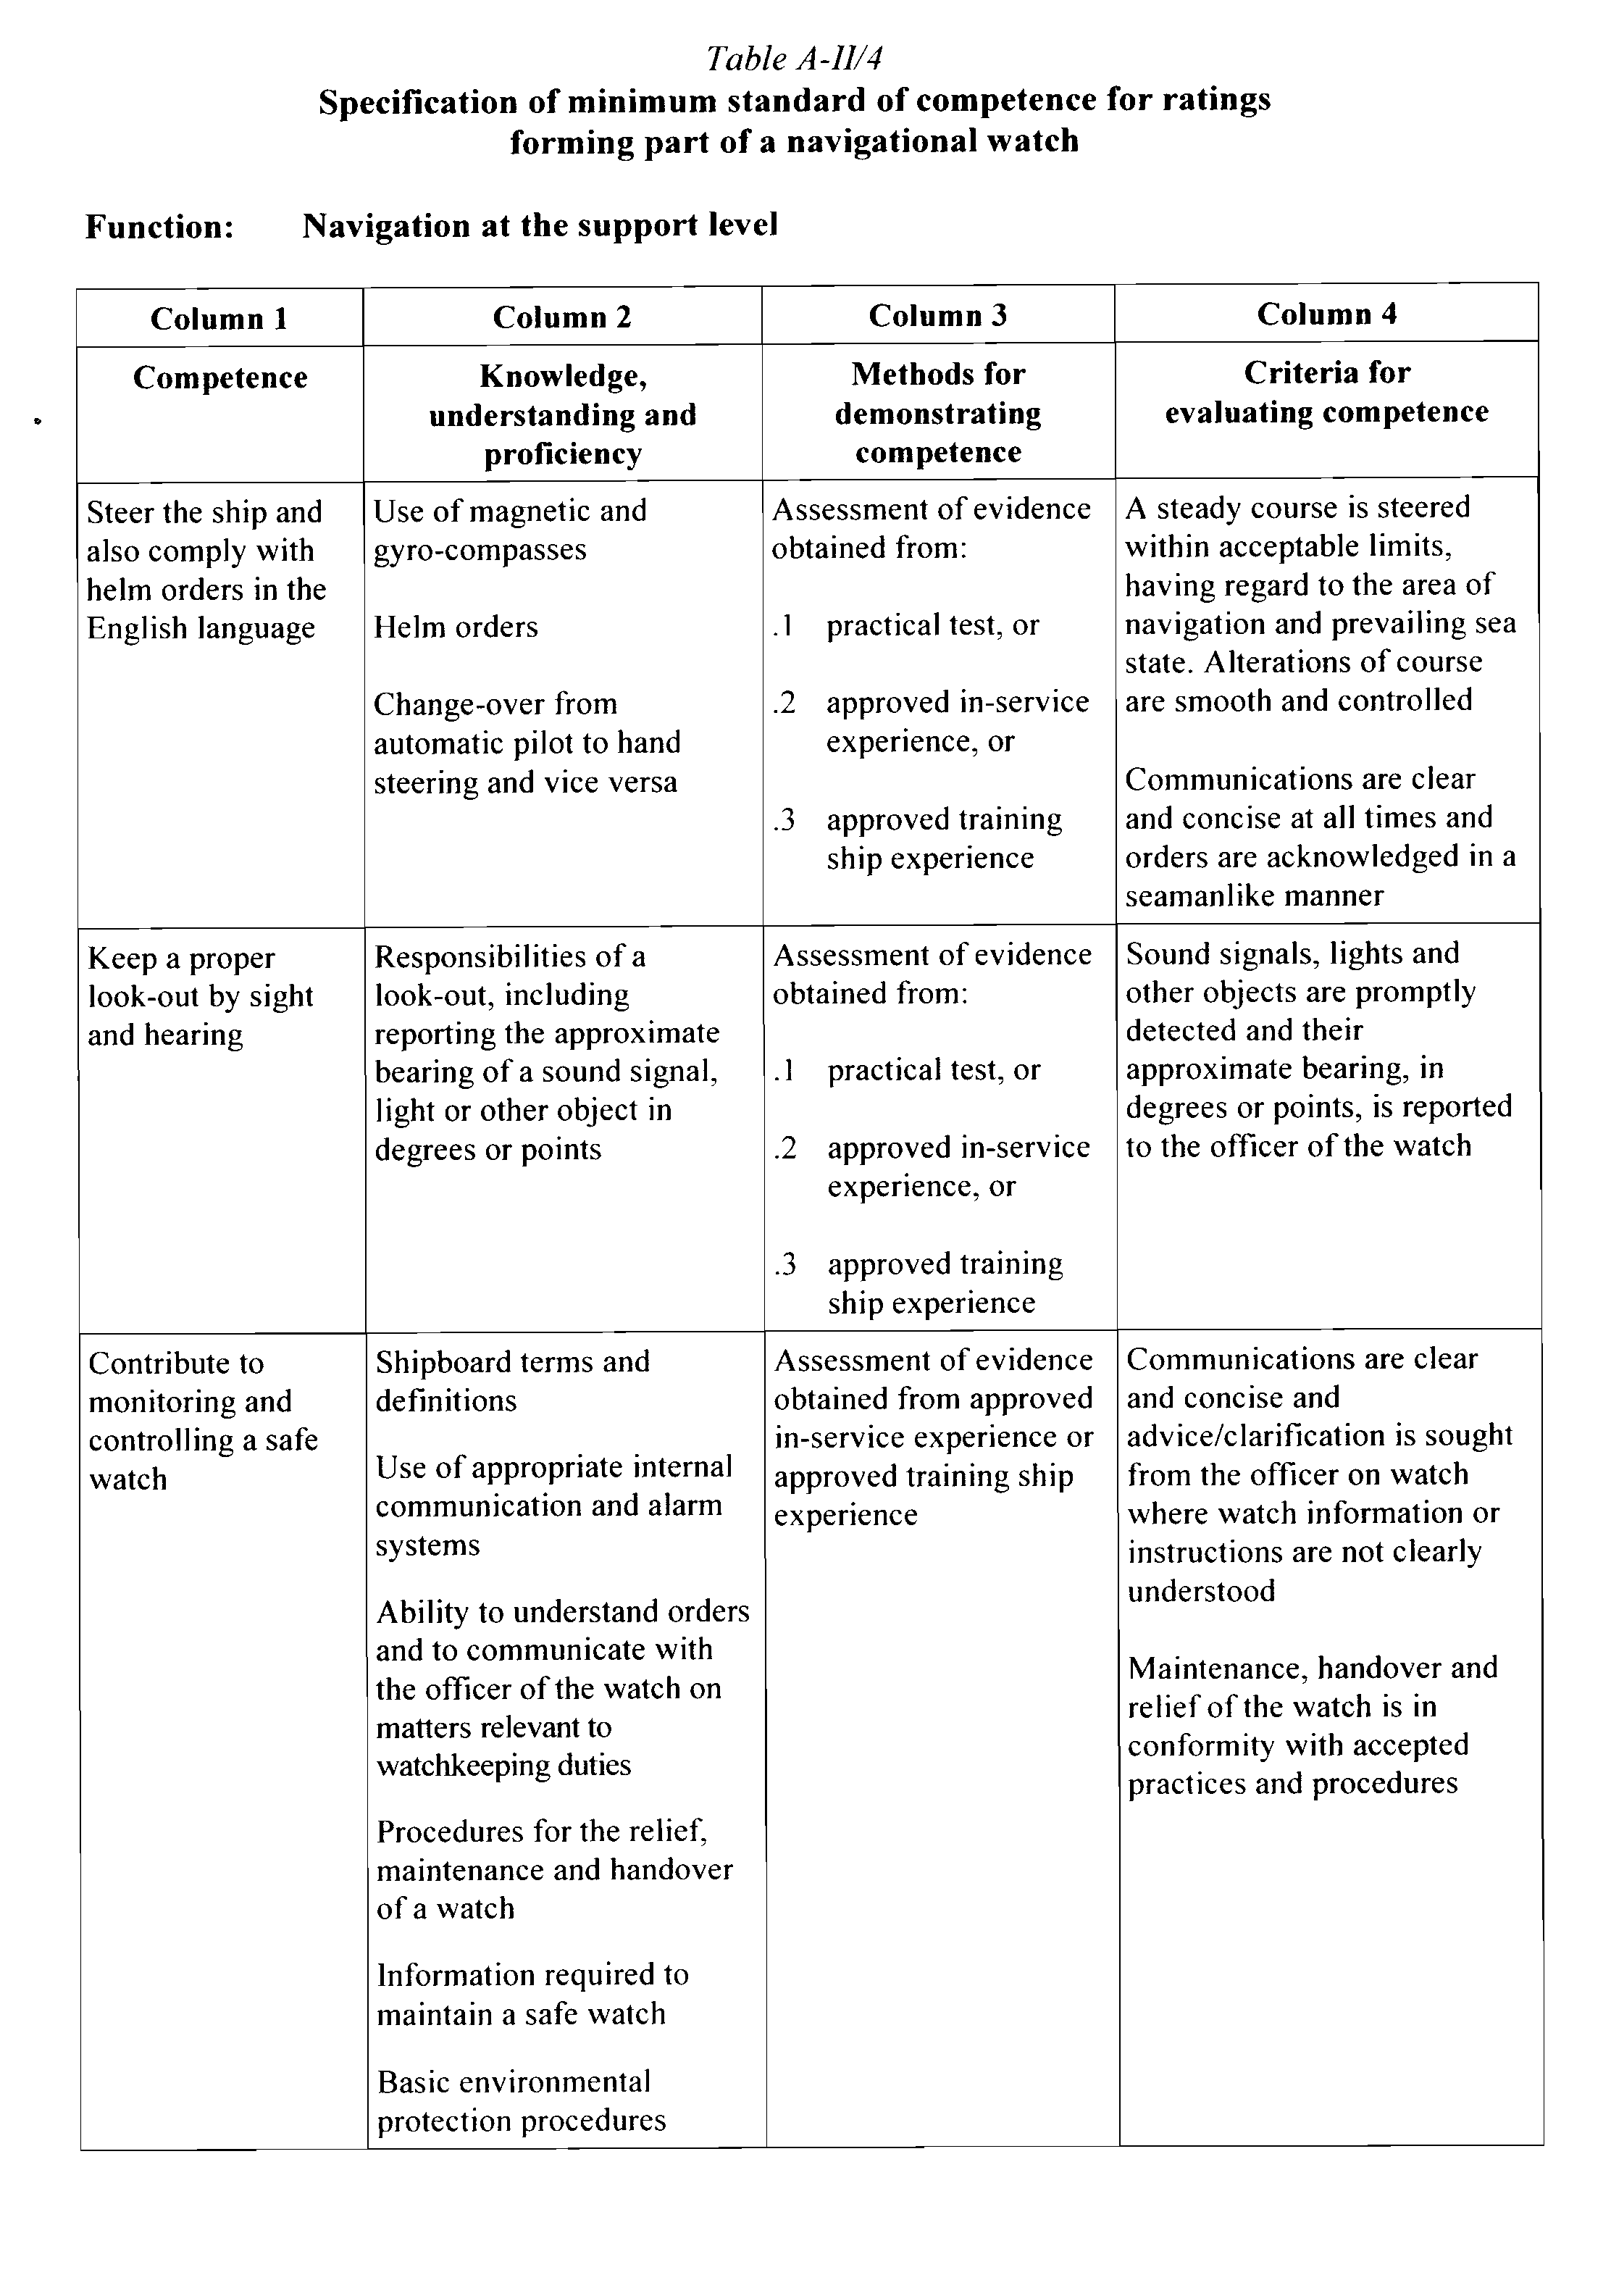 Table A-II/4
Specification of minimum standard of competence for ratings
forming part of a navigational watch
Function: Navigation at the support level
Column 1
Column 2
Column 3
Column 4
Competence
Knowledge,
understanding and
proficiency
Methods for
demonstrating
competence
Criteria for
evaluating competence
Steer the ship and
also comply with
helm orders in the
English language
Use of magnetic and
gyro-compasses
Helm orders
Change-over from
automatic pilot to hand
steering and vice versa
Assessment of evidence
obtained from:
.1 practical test, or
.2 approved in-service
experience, or
.3 approved training
ship experience
A steady course is steered
within acceptable limits,
having regard to the area of
navigation and prevailing sea
state. Alterations of course
are smooth and controlled
Communications are clear
and concise at all times and
orders are acknowledged in a
seamanlike manner
Keep a proper
look-out by sight
and hearing
Responsibilities of a
look-out, including
reporting the approximate
bearing of a sound signal,
light or other object in
degrees or points
Assessment of evidence
obtained from:
.1 practical test, or
.2 approved in-service
experience, or
.3 approved training
ship experience
Sound signals, lights and
other objects are promptly
detected and their
approximate bearing, in
degrees or points, is reported
to the officer of the watch
Contribute to
monitoring and
controlling a safe
watch
Shipboard terms and
definitions
Use of appropriate internal
communication and alarm
systems
Ability to understand orders
and to communicate with
the officer of the watch on
matters relevant to
watchkeeping duties
Procedures for the relief,
maintenance and handover
of a watch
Information required to
maintain a safe watch
Basic environmental
protection procedures
Assessment of evidence
obtained from approved
in-service experience or
approved training ship
experience
Communications are clear
and concise and
advice/clarification is sought
from the officer on watch
where watch information or
instructions are not clearly
understood
Maintenance, handover and
relief of the watch is in
conformity with accepted
practices and procedures